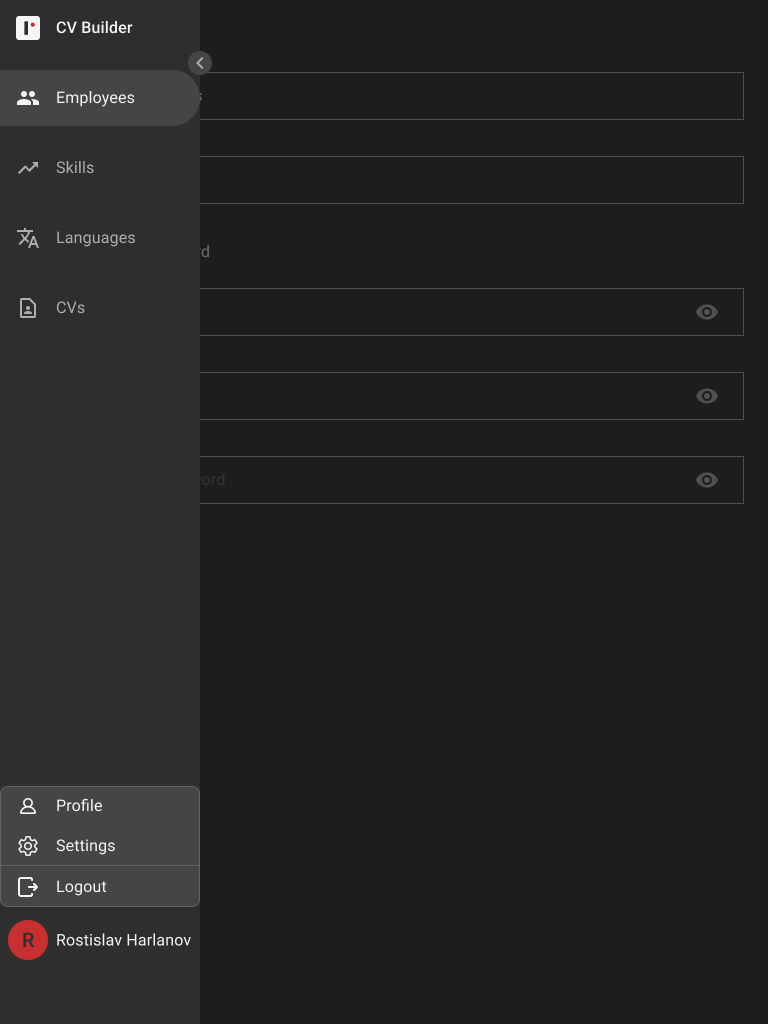 CV Builder
Employees
Skills
Languages
CVs
Profile
Settings
Logout
R
Rostislav Harlanov